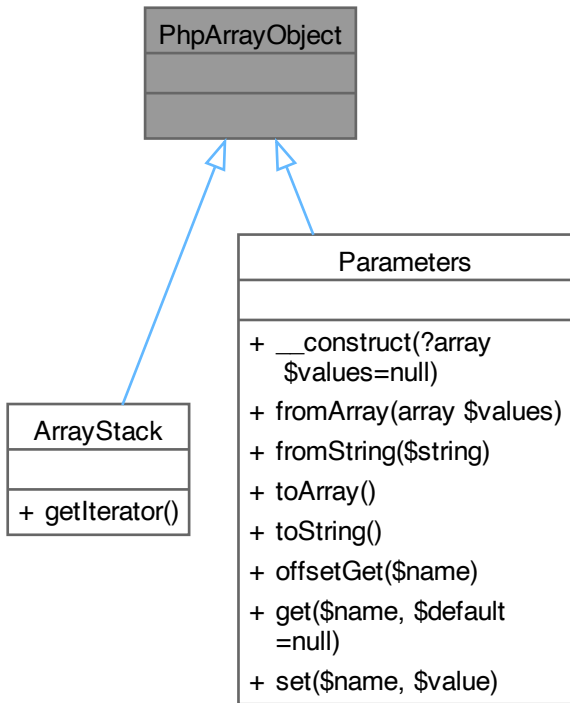 PhpArrayObject
Parameters
+ __construct(?array
$values=null)
+ fromArray(array $values)
+ fromString($string)
+ toArray()
+ toString()
+ offsetGet($name)
+ get($name, $default
=null)
+ set($name, $value)
ArrayStack
+ getIterator()